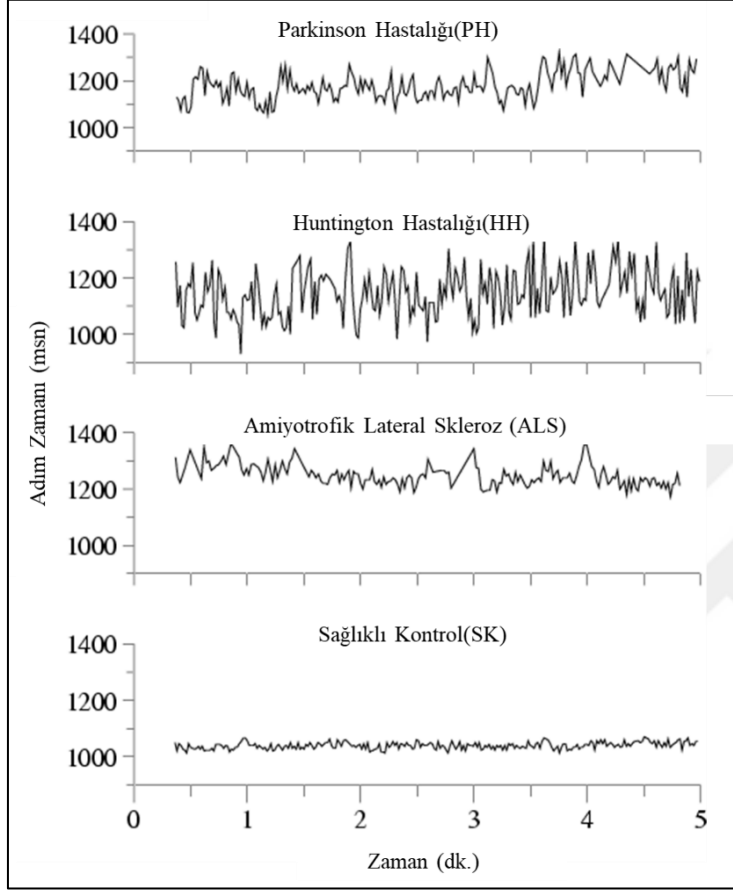 Parkinson Hastalığı(PH)
1400
1200
1000
Huntington Hastalığı(HH)
1400
1200
1000
Amiyotrofik Lateral Skleroz (ALS)
1400
1200
1000
Sağlıklı Kontrol(SK)
1400
1200
1000
0 1 2 3 4 5
Zaman (dk.)
Adım Zamanı (msn)